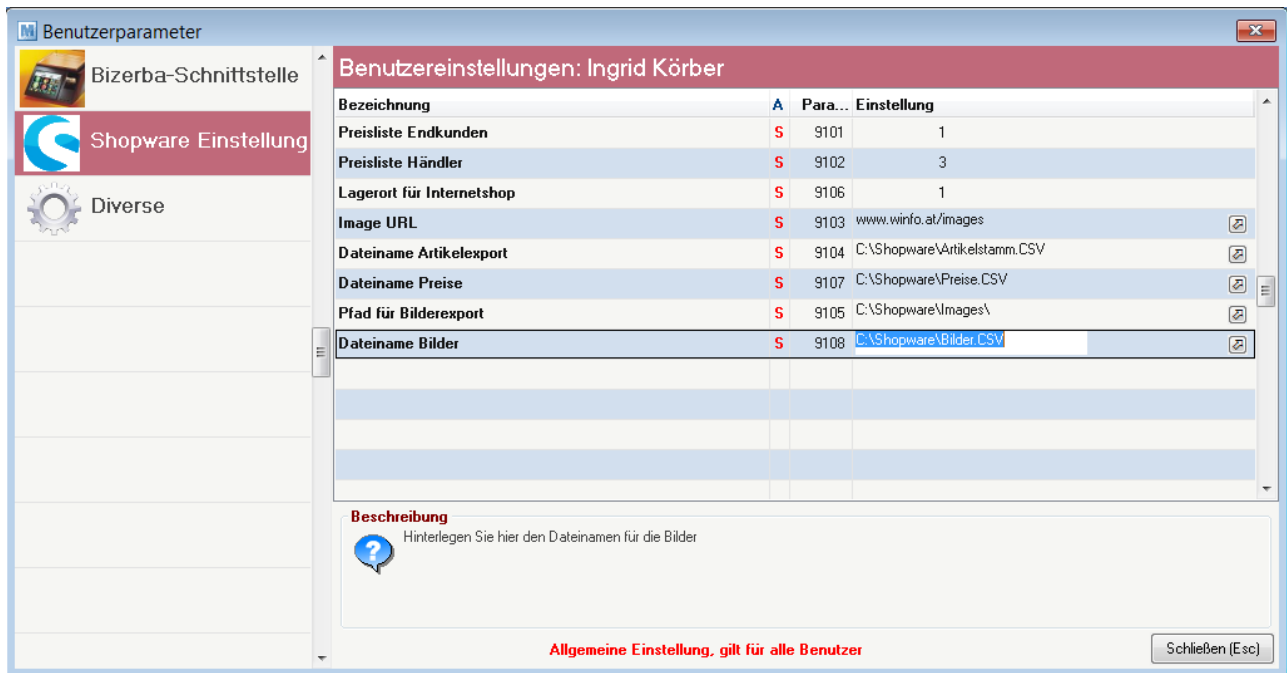 M Benutzerparameter
Bizerba-Schnittstelle
Shopware Einstellung
Diverse
Benutzereinstellungen: Ingrid Körber
Bezeichnung A Para... Einstellung
Preisliste Endkunden S 9101 1
Preisliste Händler S 9102 3
Lagerort für Internetshop S 9106 1
Image URL S 9103 www.winfo.at/images
Dateiname Artikelexport S 9104 C:\Shopware\Artikelstamm.CSV
Dateiname Preise S 9107 C:\Shopware\Preise.CSV
Pfad für Bilderexport S 9105 C:\Shopware\Images\
Dateiname Bilder S 9108 C:\Shopware\Bilder.CSV
Beschreibung
? Hinterlegen Sie hier den Dateinamen für die Bilder
Allgemeine Einstellung, gilt für alle Benutzer
Schließen (Esc)